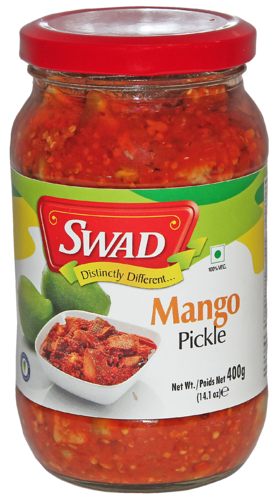 SWAD
Distinctly Different...
100% VEG.
Mango
Pickle
Net Wt. / Poids Net 400g
(14.1 oz) e